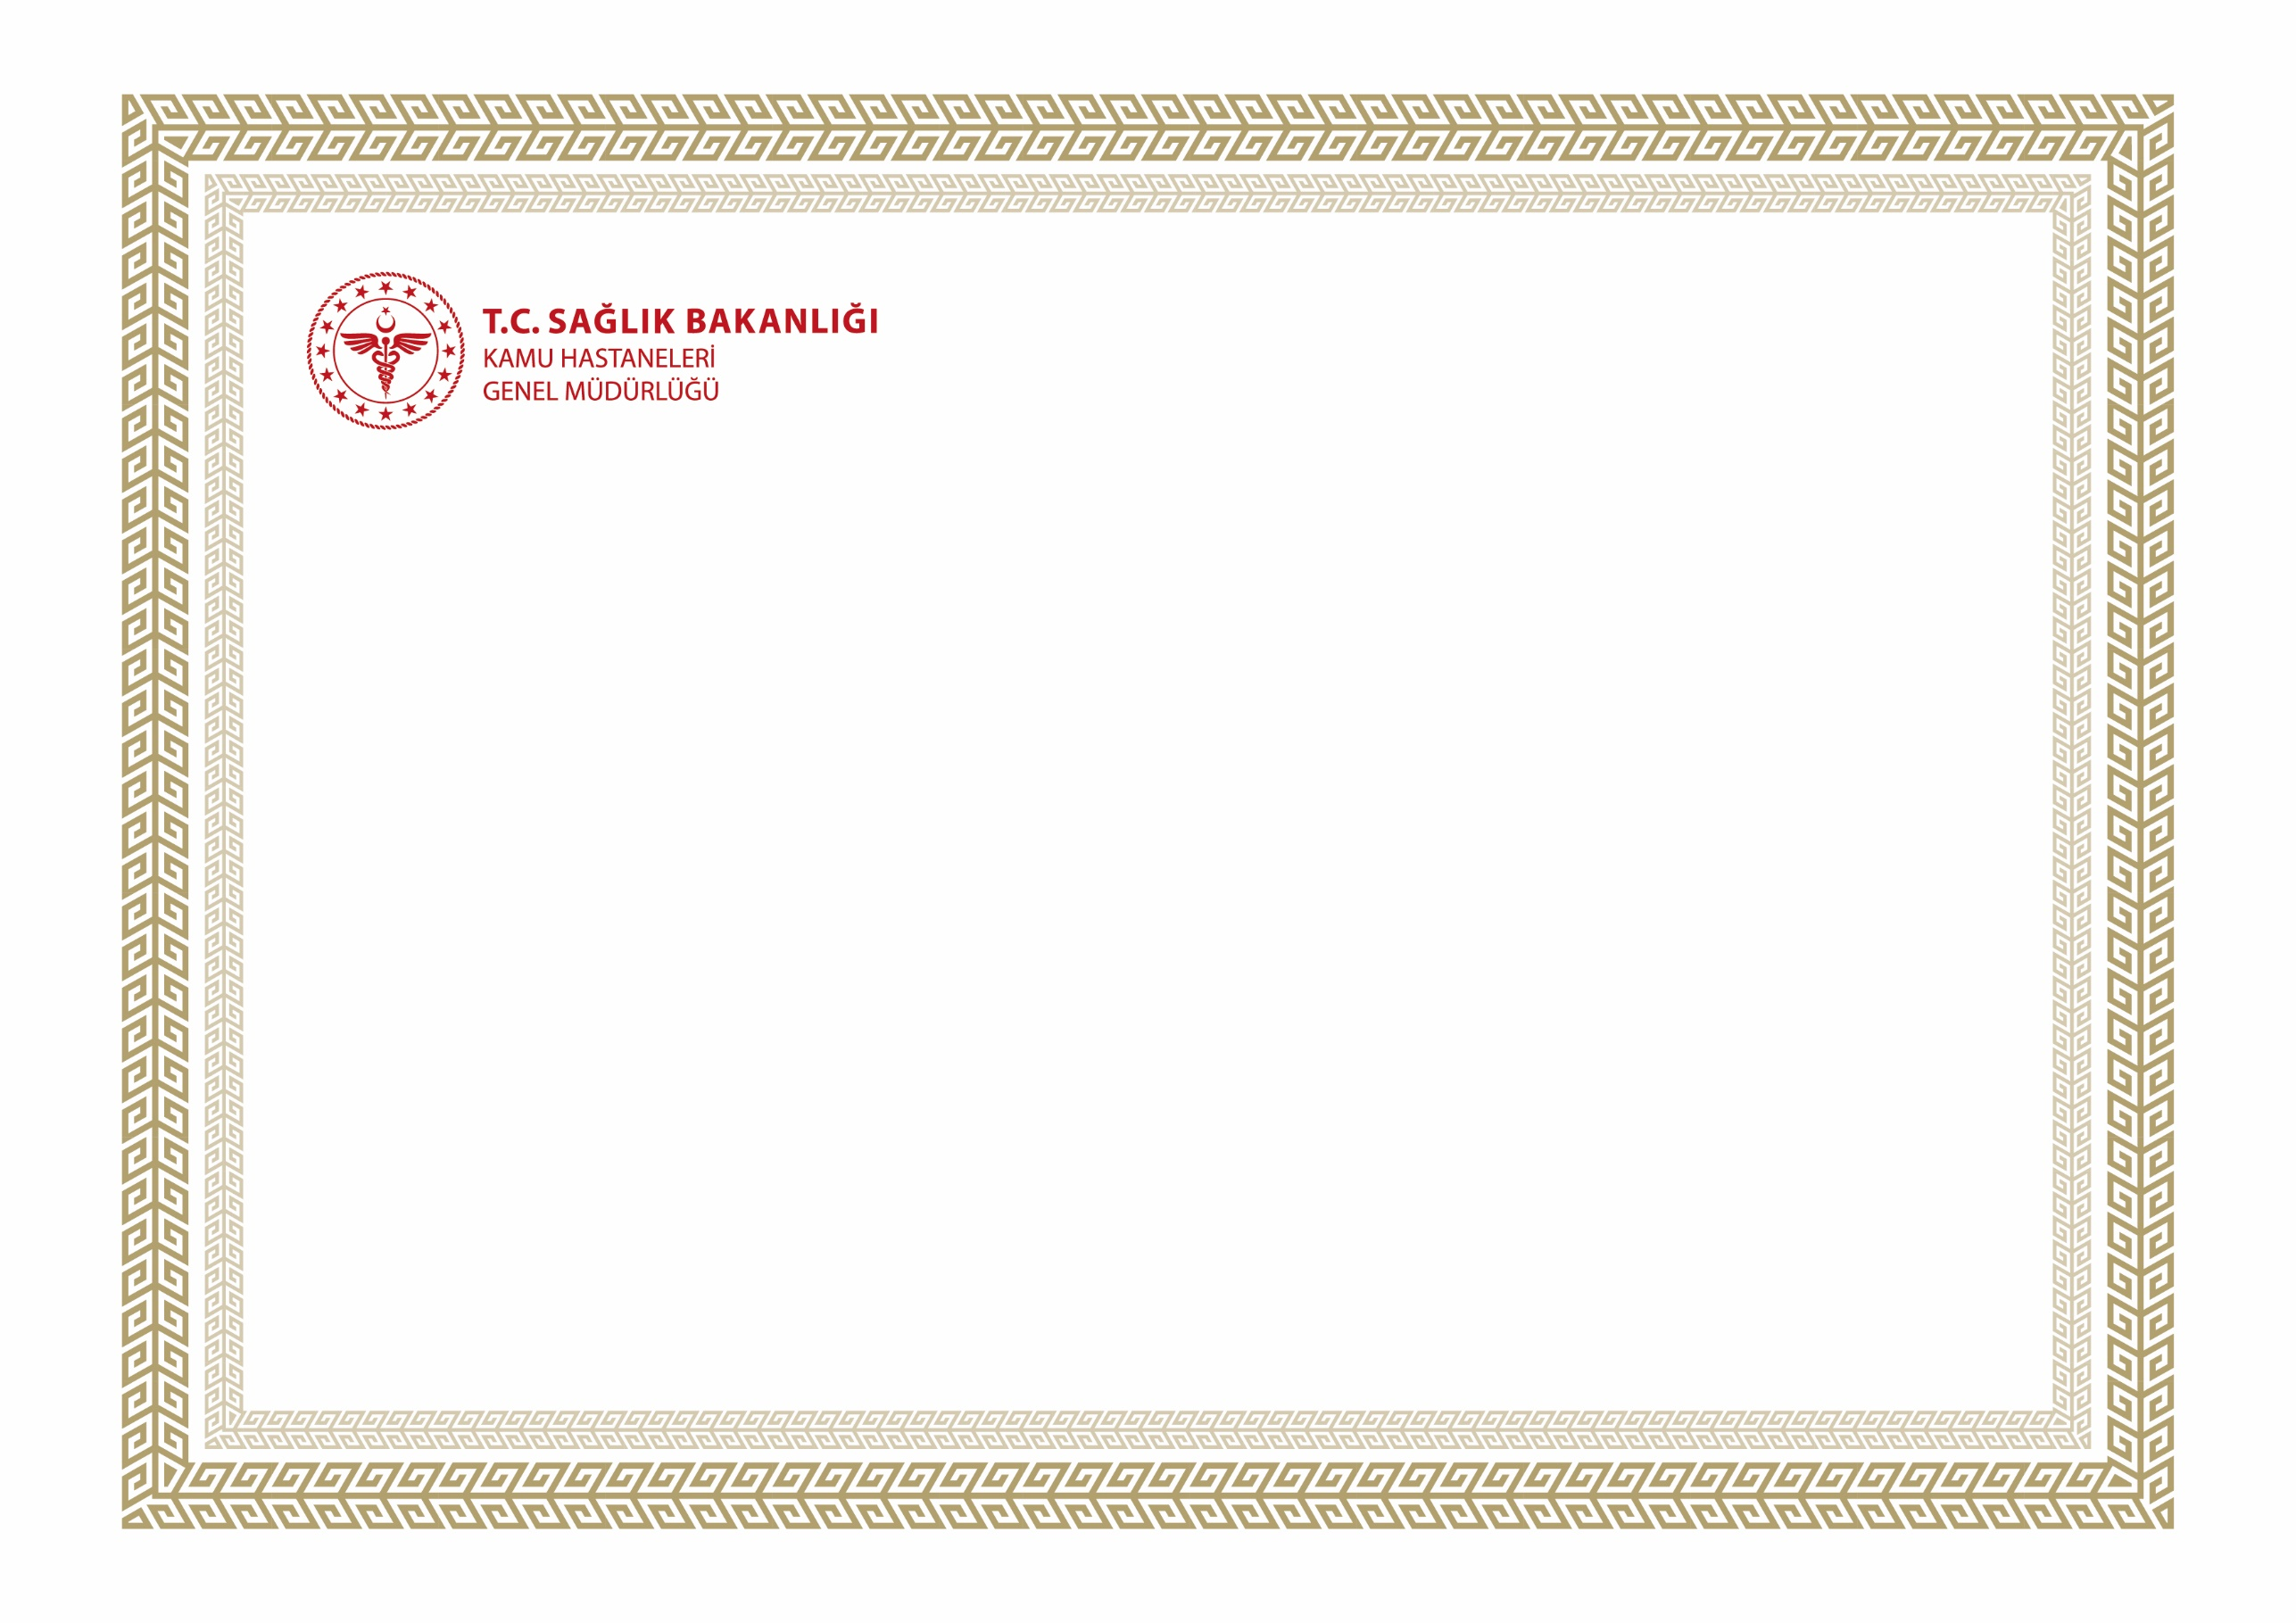 T.C. SAĞLIK BAKANLIĞI
KAMU HASTANELERİ
GENEL MÜDÜRLÜĞÜ